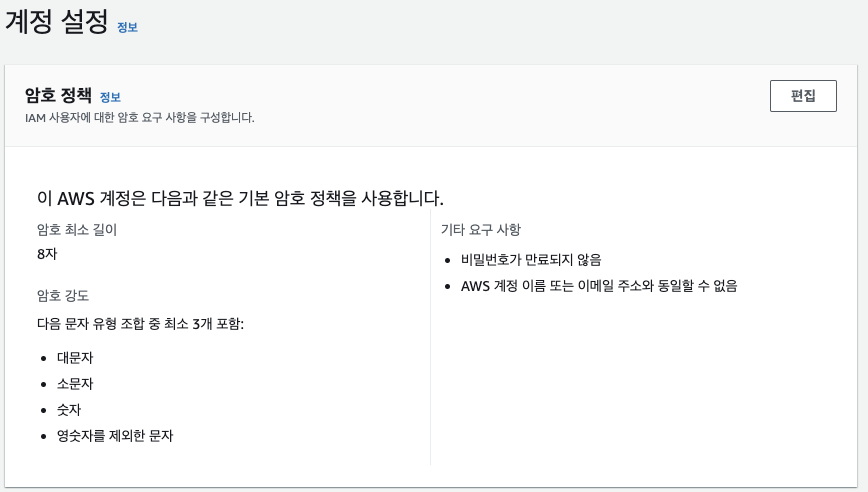 계정 설정 정보
암호 정책 정보
편집
IAM 사용자에 대한 암호 요구 사항을 구성합니다.
이 AWS 계정은 다음과 같은 기본 암호 정책을 사용합니다.
암호 최소 길이
8자
암호 강도
다음 문자 유형 조합 중 최소 3개 포함:
• 대문자
• 소문자
• 숫자
• 영숫자를 제외한 문자
기타 요구 사항
• 비밀번호가 만료되지 않음
• AWS 계정 이름 또는 이메일 주소와 동일할 수 없음